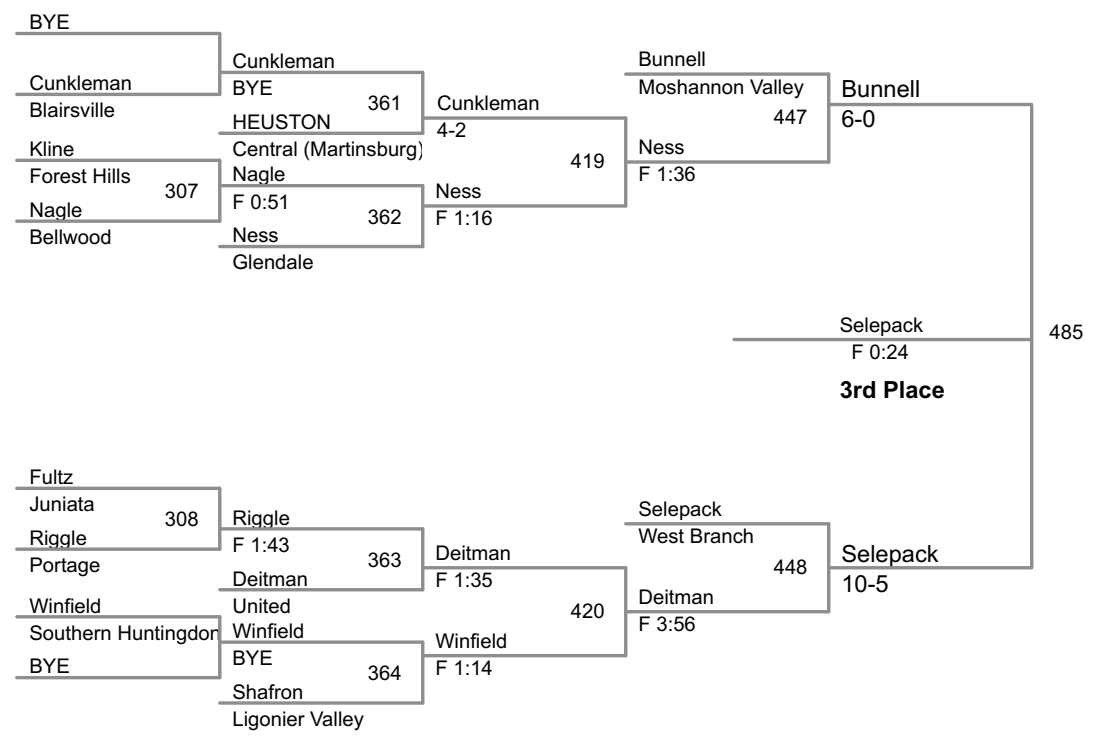 BYE
Cunkleman
Blairsville
Kline
Forest Hills
307
Nagle
Bellwood
Cunkleman
BYE
361
HEUSTON
Central (Martinsburg)
Nagle
F 0:51
362
Ness
Glendale
Cunkleman
4-2
419
Ness
F 1:16
Bunnell
Moshannon Valley
447
Ness
F 1:36
Bunnell
6-0
Selepack
F 0:24
485
3rd Place
Fultz
Juniata
308
Riggle
Portage
Winfield
Southern Huntingdon
BYE
Riggle
F 1:43
363
Deitman
United
Winfield
BYE
364
Shafron
Ligonier Valley
Deitman
F 1:35
420
Winfield
F 1:14
Selepack
West Branch
448
Deitman
F 3:56
Selepack
10-5